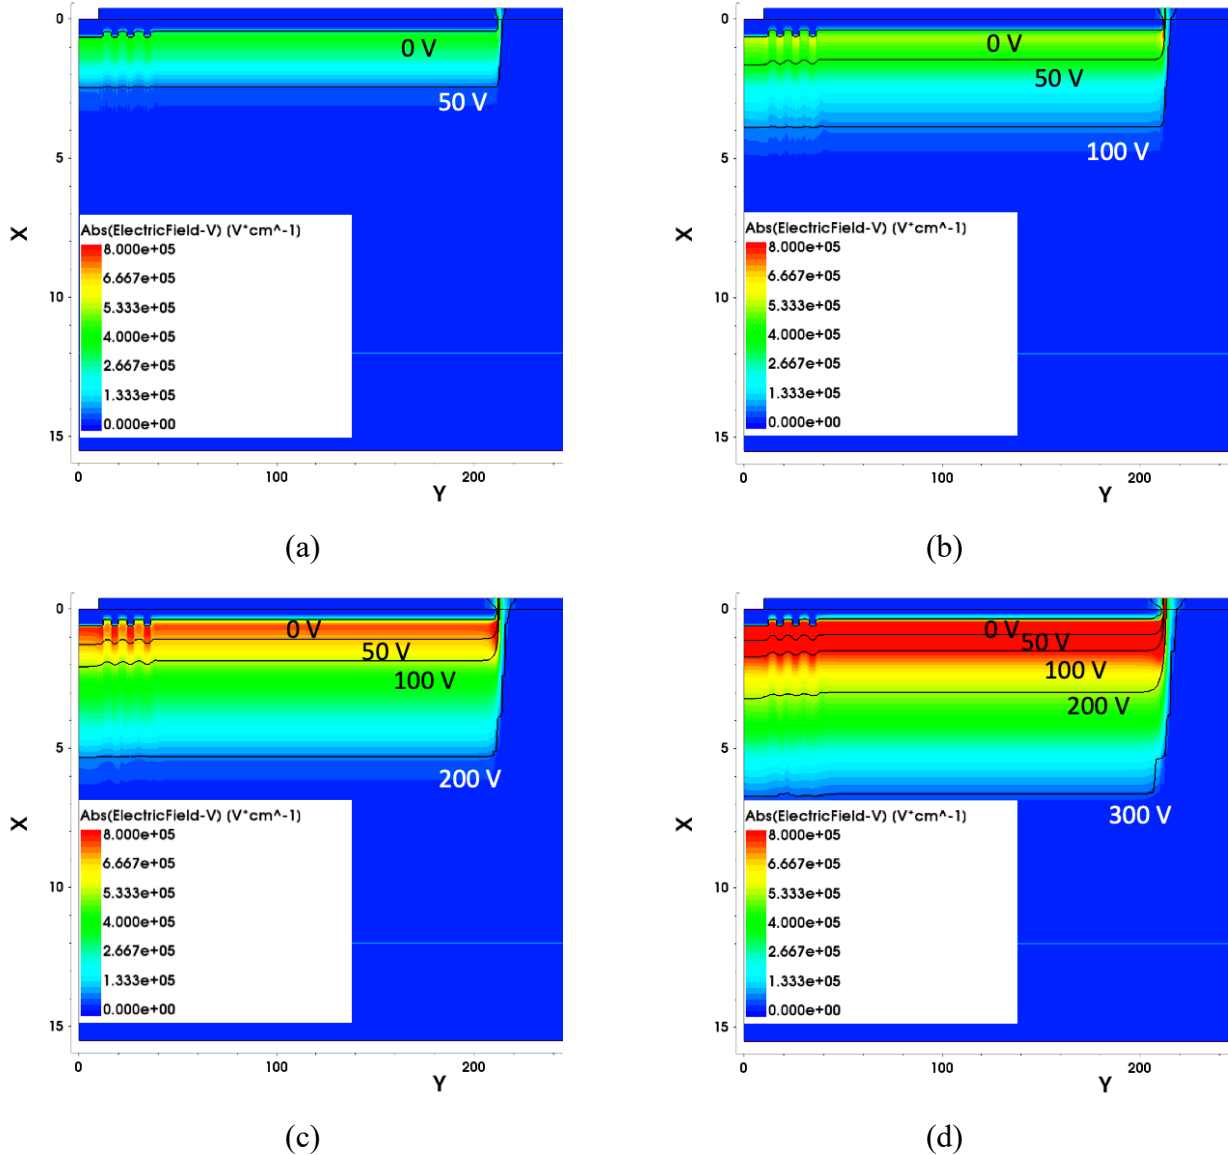 0
5
10
15
X
0 V
50 V
Abs(ElectricField-V) (V*cm^-1)
8.000e+05
6.667e+05
5.333e+05
4.000e+05
2.667e+05
1.333e+05
0.000e+00
0
100
200
Y
(a)
0
5
10
15
X
0 V
50 V
100 V
Abs(ElectricField-V) (V*cm^-1)
8.000e+05
6.667e+05
5.333e+05
4.000e+05
2.667e+05
1.333e+05
0.000e+00
0
100
200
Y
(b)
0
5
10
15
X
0 V
50 V
100 V
200 V
Abs(ElectricField-V) (V*cm^-1)
8.000e+05
6.667e+05
5.333e+05
4.000e+05
2.667e+05
1.333e+05
0.000e+00
0
100
200
Y
(c)
0
5
10
15
X
0 V
50 V
100 V
200 V
300 V
Abs(ElectricField-V) (V*cm^-1)
8.000e+05
6.667e+05
5.333e+05
4.000e+05
2.667e+05
1.333e+05
0.000e+00
0
100
200
Y
(d)